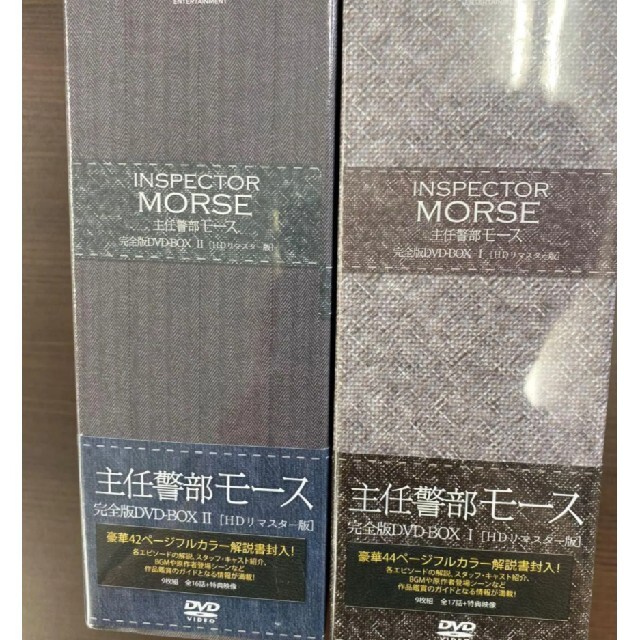 ENTERTAINMENT
INSPECTOR
MORSE
主任警部モース
完全版DVD-BOX II [HDリマスター版]
主任警部モース
完全版DVD-BOX II [HDリマスター版]
豪華42ページフルカラー解説書封入!
各エピソードの解説、スタッフ・キャスト紹介、
BGMや原作者登場シーンなど
作品鑑賞のガイドとなる情報が満載!
9枚組 全16話+特典映像
DVD
VIDEO
INSPECTOR
MORSE
主任警部モース
完全版DVD-BOX I [HDリマスター版]
主任警部モース
完全版DVD-BOX I [HDリマスター版]
豪華44ページフルカラー解説書封入!
各エピソードの解説、スタッフ・キャスト紹介、
BGMや原作者登場シーンなど
作品鑑賞のガイドとなる情報が満載!
9枚組 全17話+特典映像
DVD